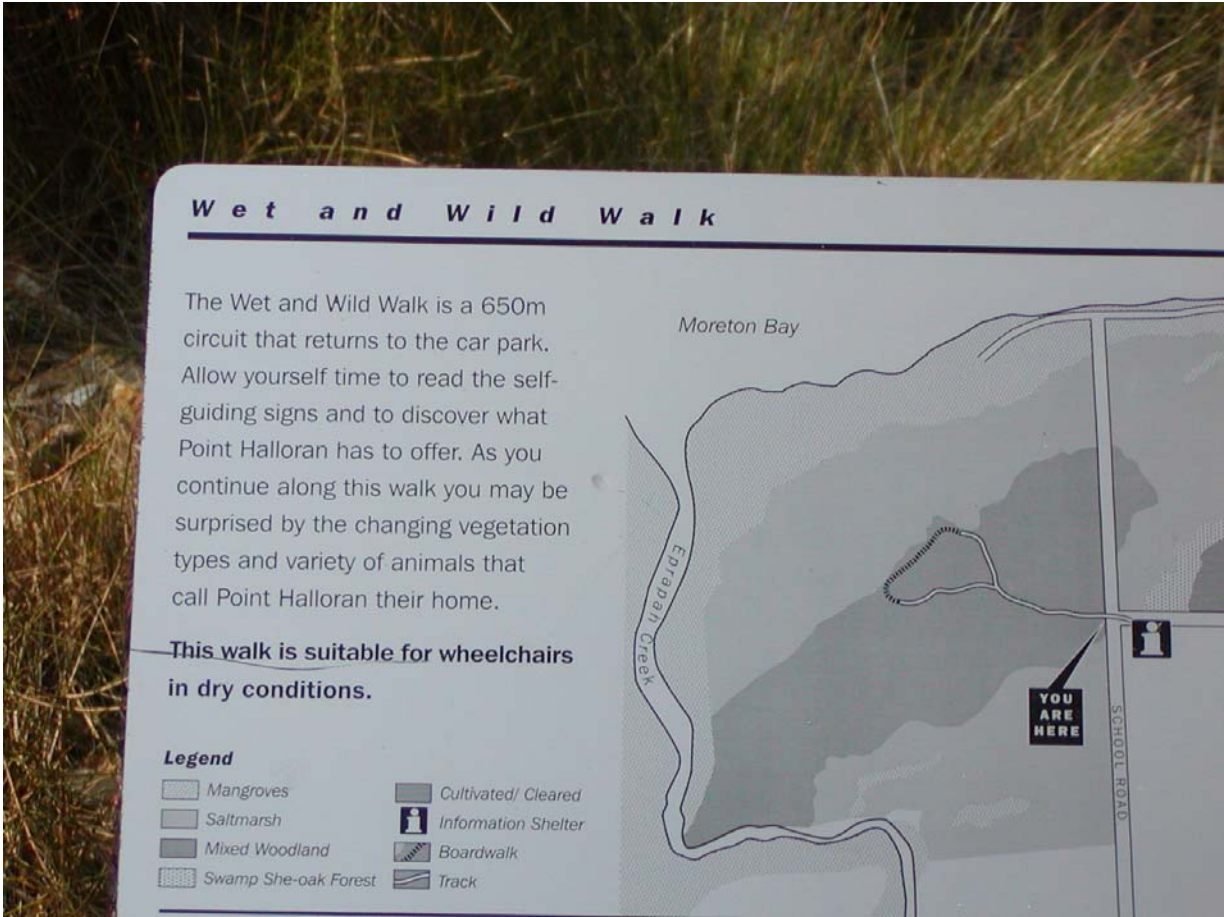 Wet and Wild Walk
The Wet and Wild Walk is a 650m
circuit that returns to the car park.
Allow yourself time to read the self-
guiding signs and to discover what
Point Halloran has to offer. As you
continue along this walk you may be
surprised by the changing vegetation
types and variety of animals that
call Point Halloran their home.
This walk is suitable for wheelchairs
in dry conditions.
Legend
Mangroves
Saltmarsh
Mixed Woodland
Swamp She-oak Forest
Cultivated/ Cleared
i Information Shelter
Boardwalk
Track
Moreton Bay
Eprapah Creek
i
YOU
ARE
HERE
SCHOOL ROAD